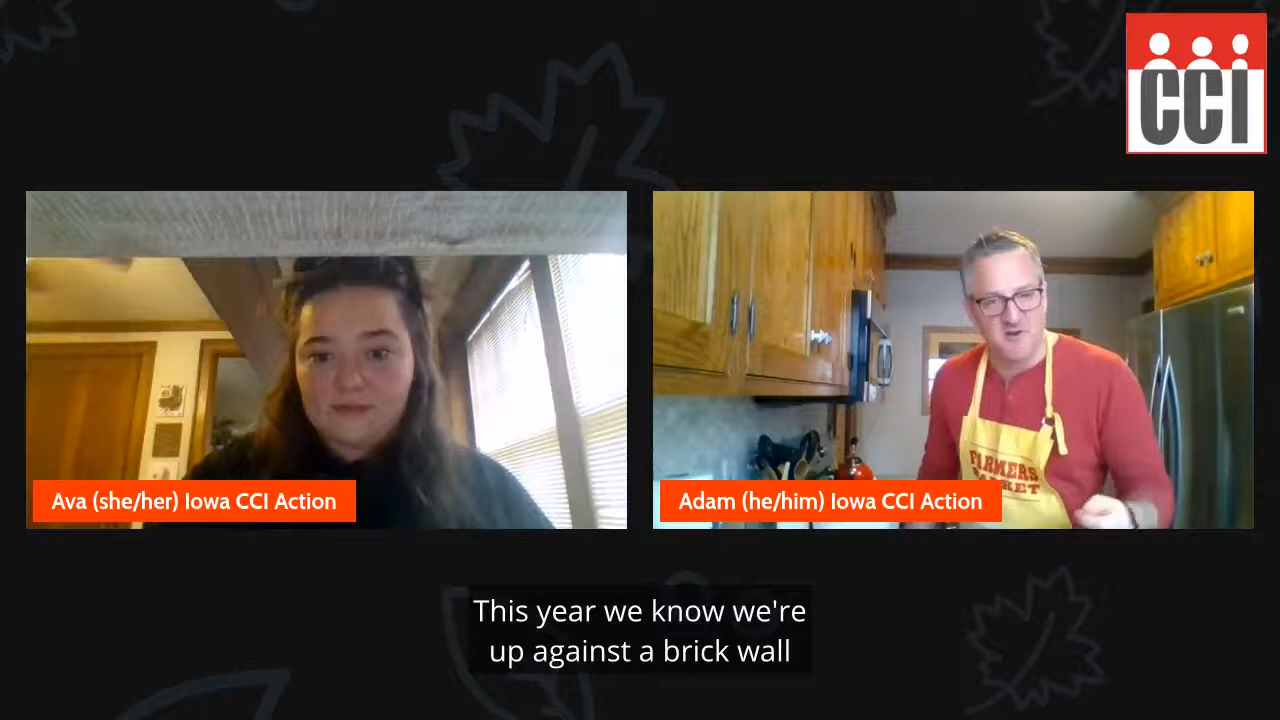 CCI
Ava (she/her) Iowa CCI Action
Adam (he/him) Iowa CCI Action
FARMERS
MARKET
This year we know we're
up against a brick wall